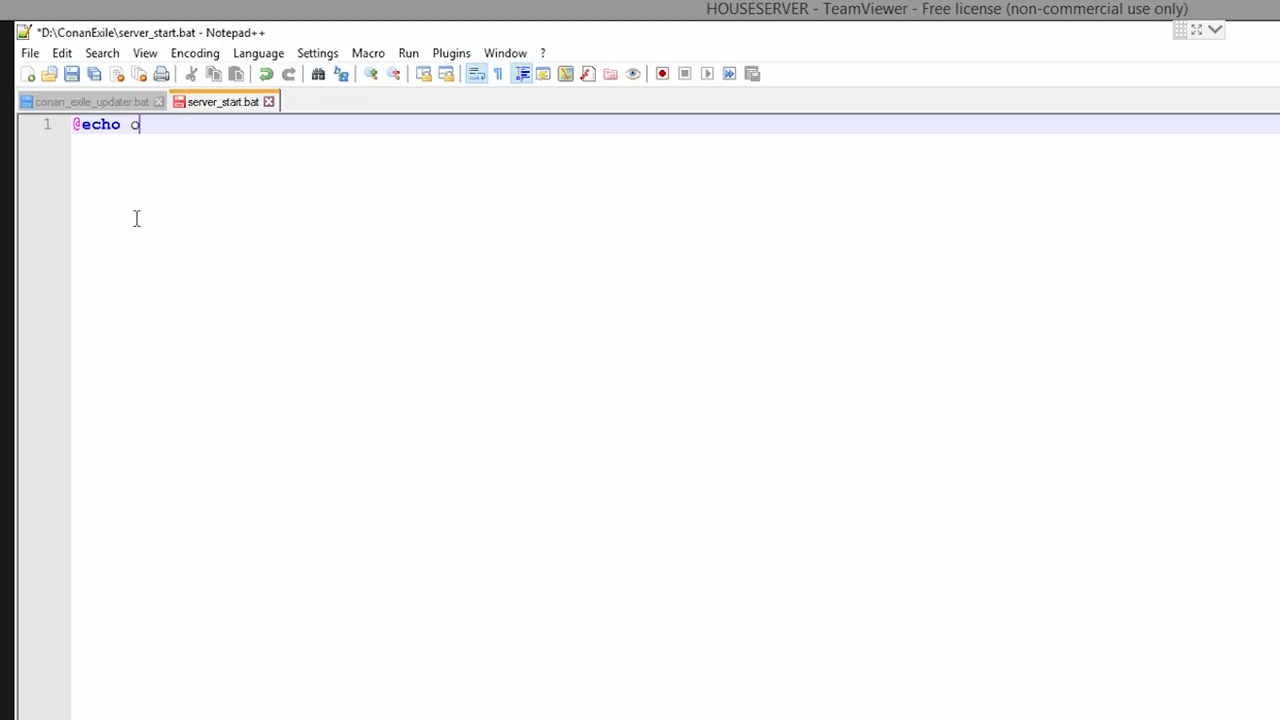 HOUSESERVER - TeamViewer - Free license (non-commercial use only)
*D:\ConanExile\server_start.bat - Notepad++
File Edit Search View Encoding Language Settings Macro Run Plugins Window ?
conan_exile_updater.bat server_start.bat
1 @echo o